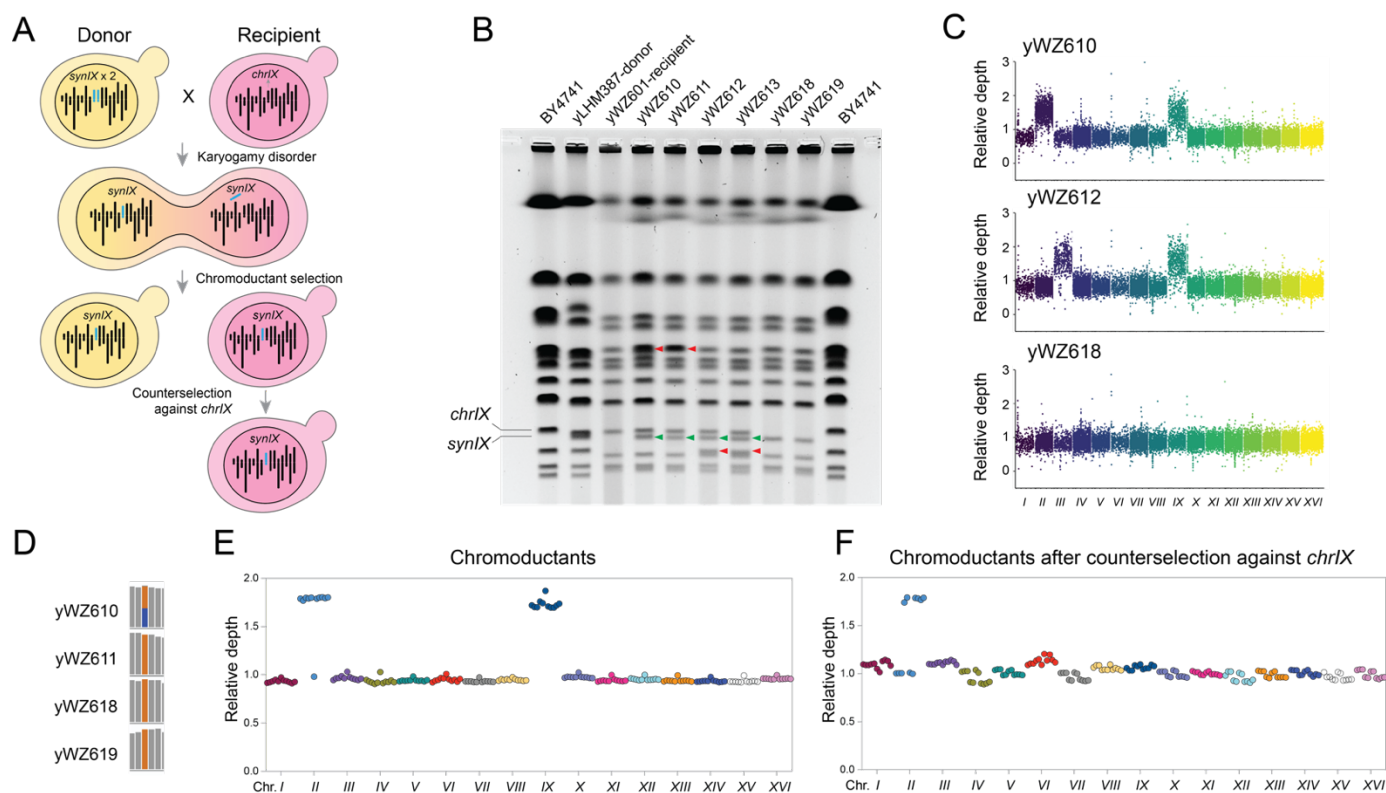 A
Donor
Recipient
synIX x 2
chrIX
X
Karyogamy disorder
synIX
synIX
Chromoductant selection
synIX
synIX
Counterselection
against chrIX
synIX
B
BY4741
yLHM387-donor
yWZ601-recipient
yWZ610
yWZ611
yWZ612
yWZ613
yWZ618
yWZ619
BY4741
chrIX
synIX
C
yWZ610
Relative depth
3
2
1
0
yWZ612
Relative depth
3
2
1
0
yWZ618
Relative depth
3
2
1
0
I II III IV V VI VII VIII IX X XI XII XIII XIV XV XVI
D
yWZ610
yWZ611
yWZ618
yWZ619
E
Chromoductants
Relative depth
2.0
1.5
1.0
0.5
0
Chr. I II III IV V VI VII VIII IX X XI XII XIII XIV XV XVI
F
Chromoductants after counterselection against chrIX
Relative depth
2.0
1.5
1.0
0.5
0
Chr. I II III IV V VI VII VIII IX X XI XII XIII XIV XV XVI